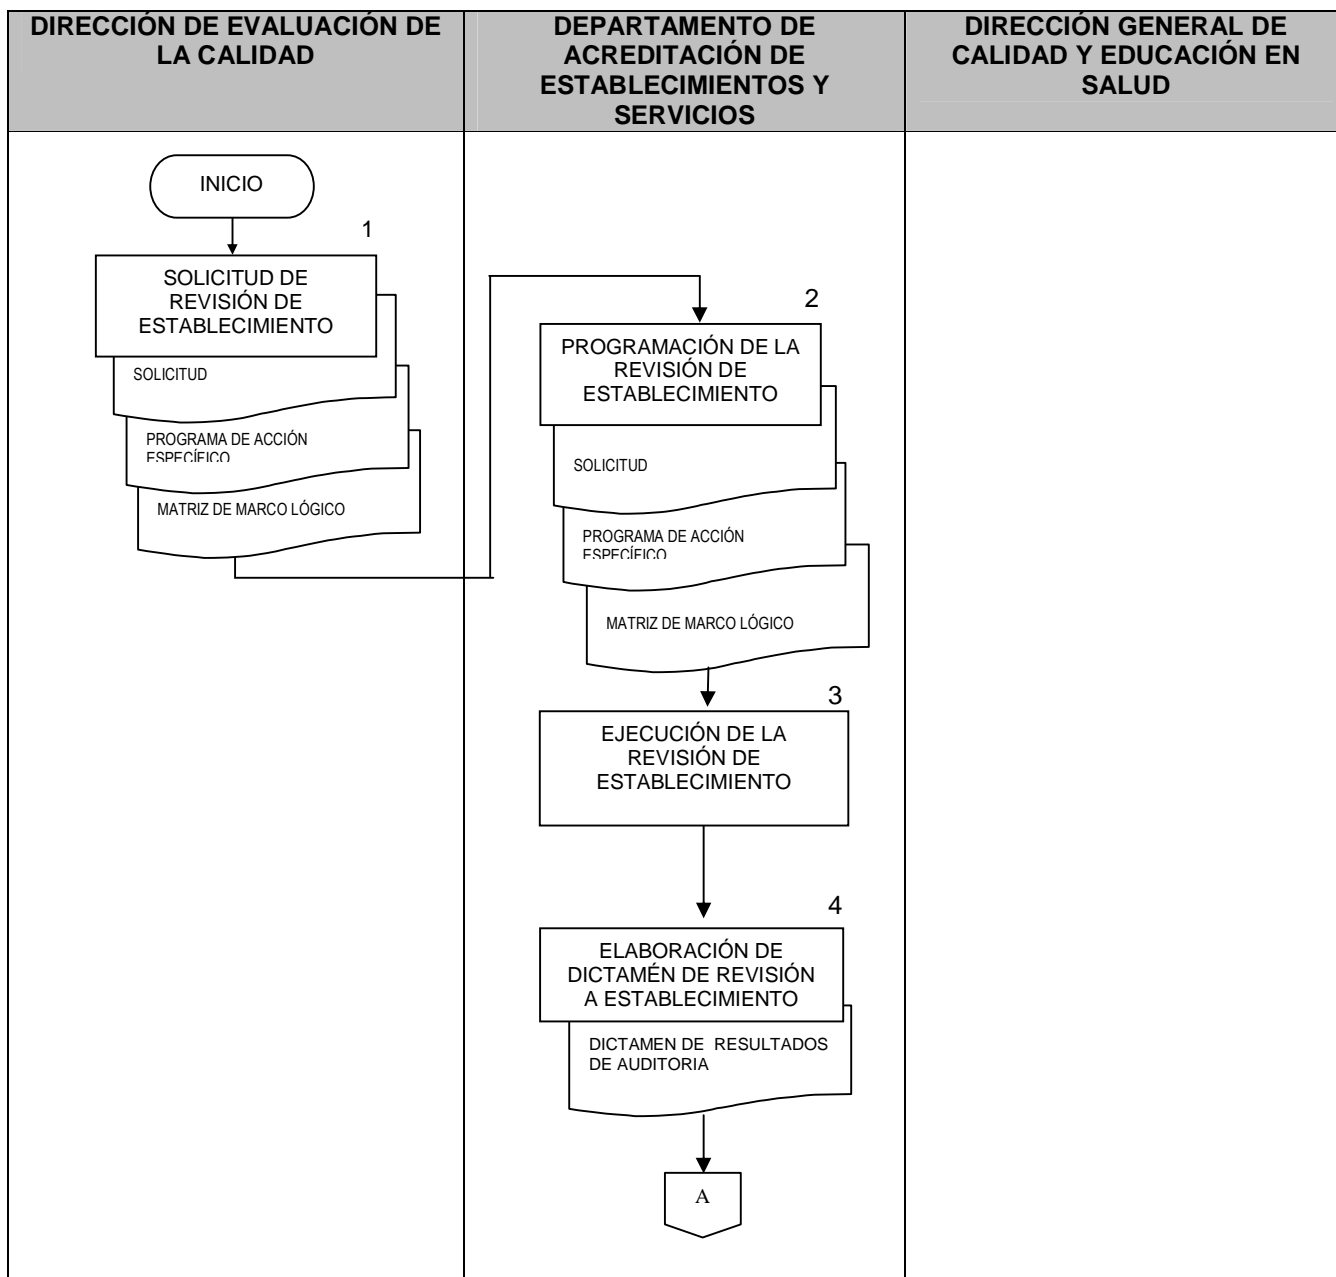 DIRECCIÓN DE EVALUACIÓN DE
LA CALIDAD
DEPARTAMENTO DE
ACREDITACIÓN DE
ESTABLECIMIENTOS Y
SERVICIOS
DIRECCIÓN GENERAL DE
CALIDAD Y EDUCACIÓN EN
SALUD
INICIO
1
SOLICITUD DE
REVISIÓN DE
ESTABLECIMIENTO
SOLICITUD
PROGRAMA DE ACCIÓN
ESPECÍFICO
MATRIZ DE MARCO LÓGICO
2
PROGRAMACIÓN DE LA
REVISIÓN DE
ESTABLECIMIENTO
SOLICITUD
PROGRAMA DE ACCIÓN
ESPECÍFICO
MATRIZ DE MARCO LÓGICO
3
EJECUCIÓN DE LA
REVISIÓN DE
ESTABLECIMIENTO
4
ELABORACIÓN DE
DICTAMÉN DE REVISIÓN
A ESTABLECIMIENTO
DICTAMEN DE RESULTADOS
DE AUDITORIA
A